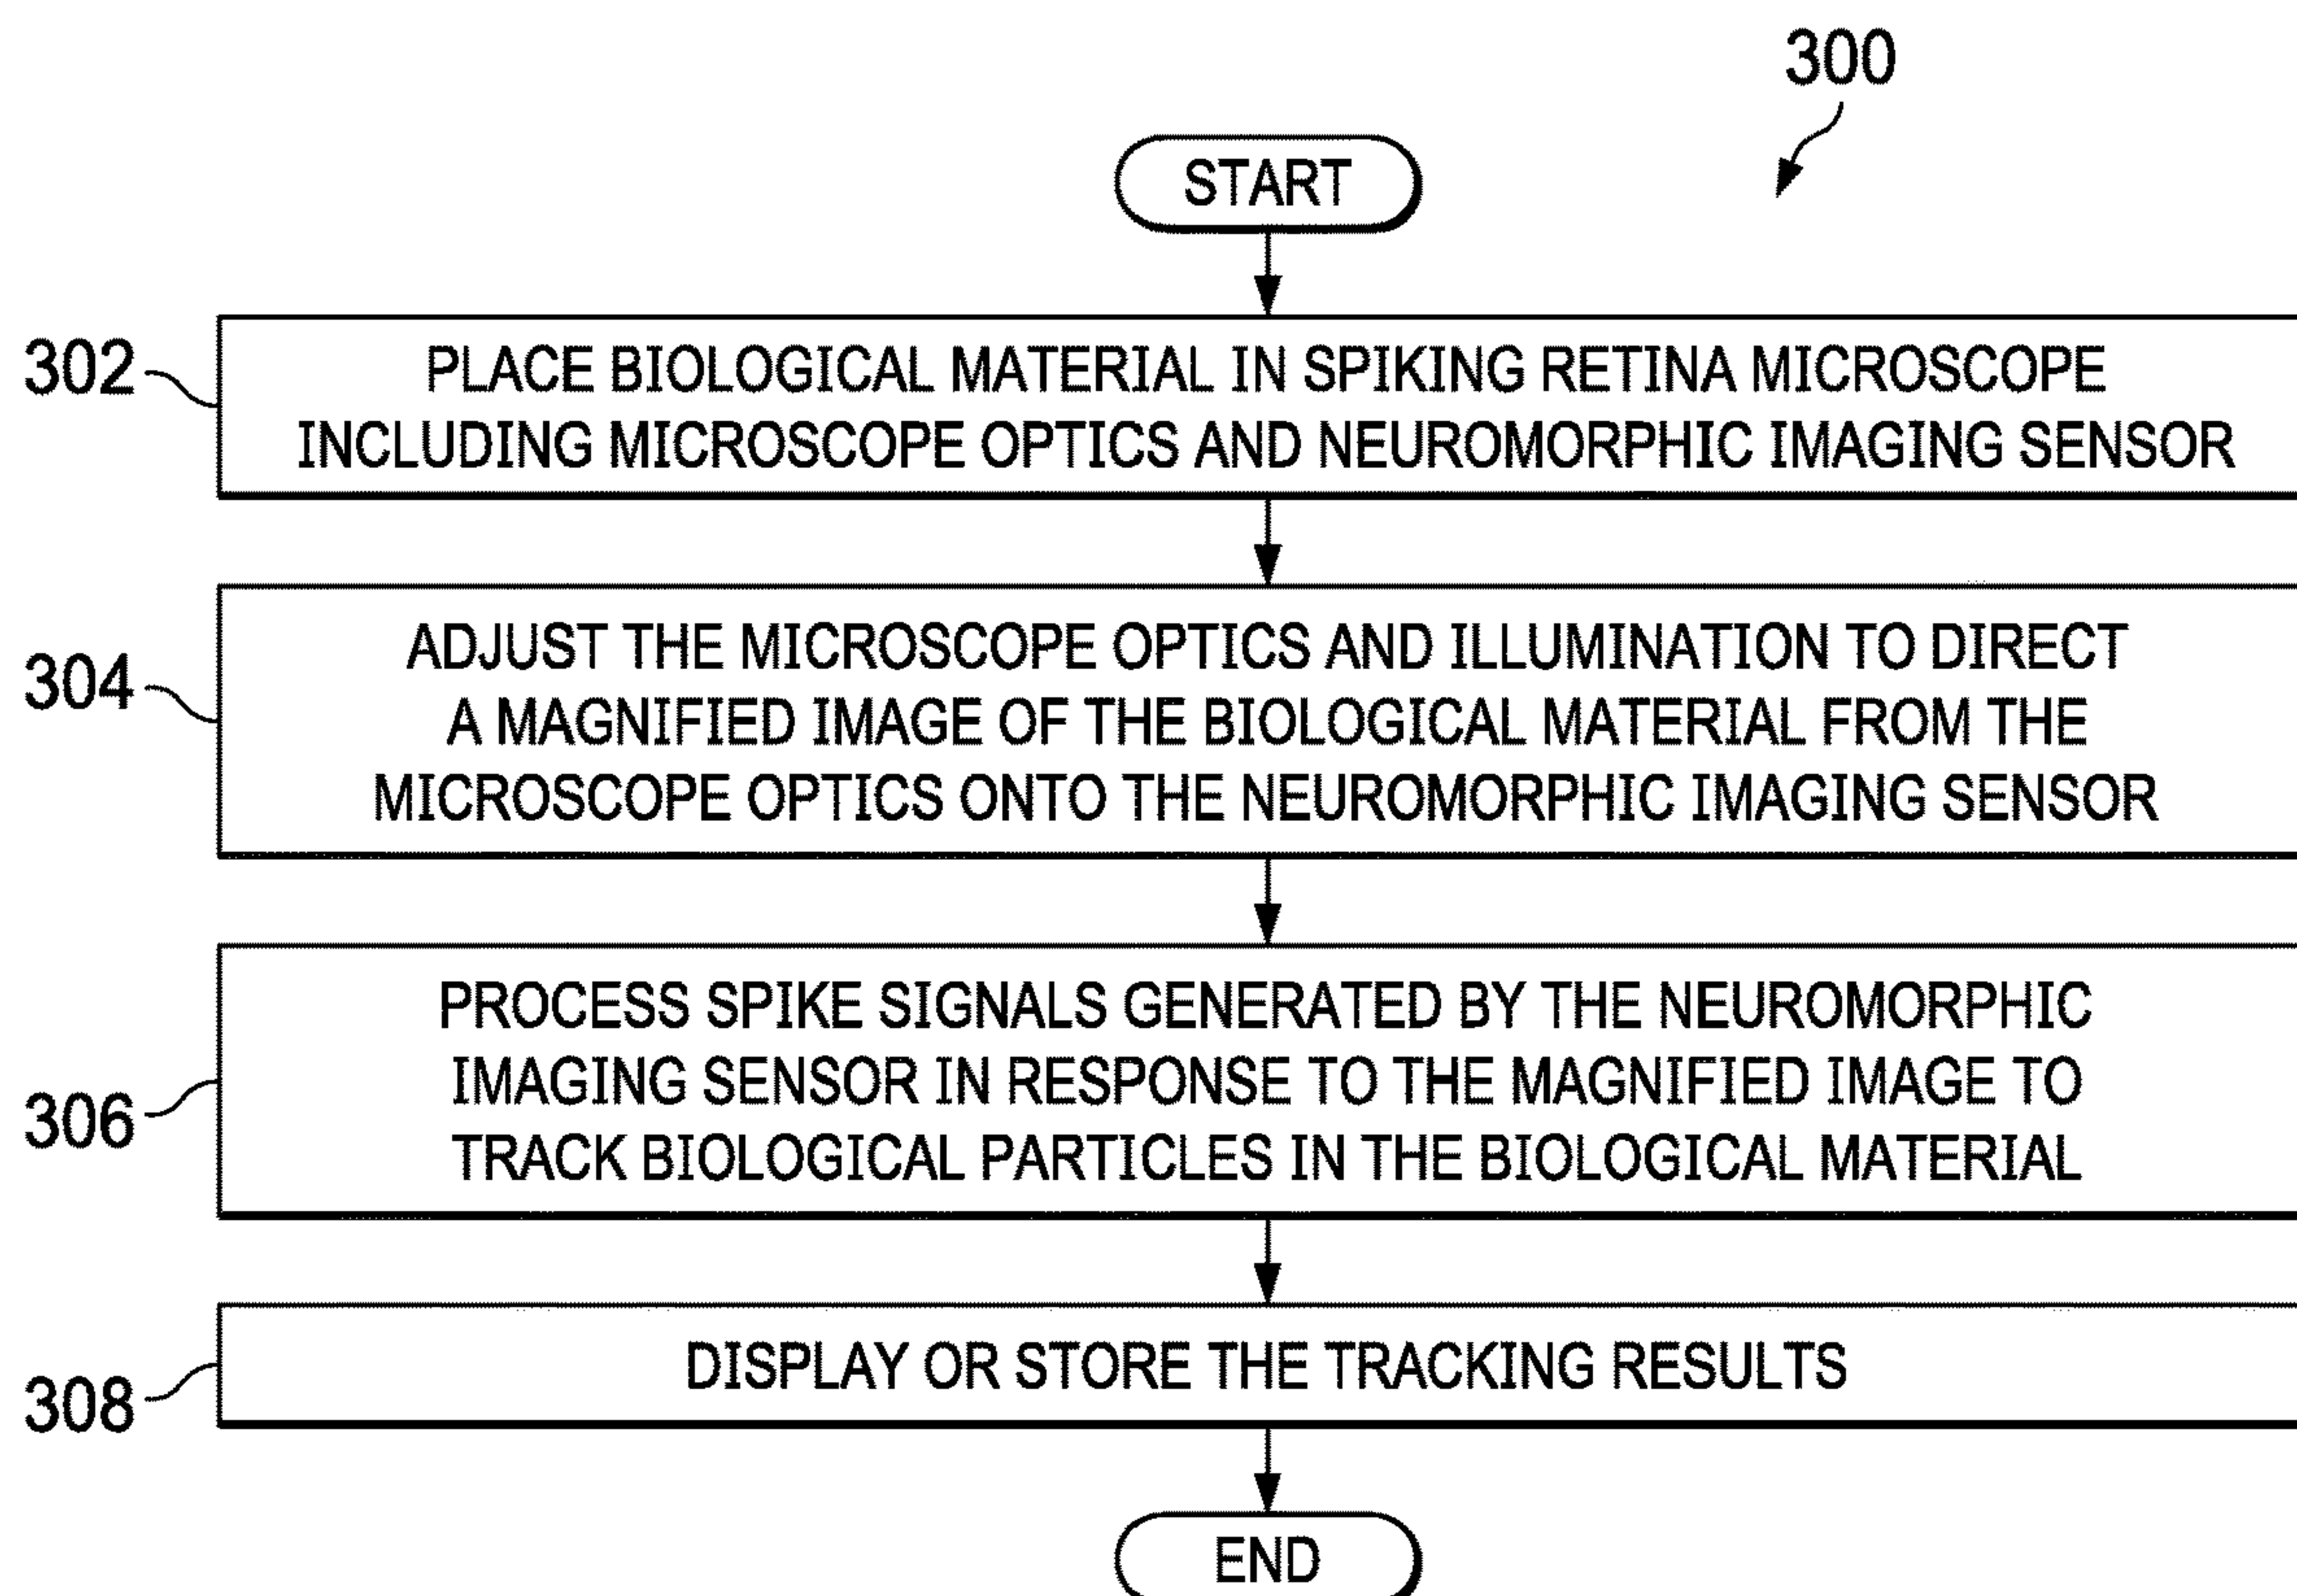 300
START
302
PLACE BIOLOGICAL MATERIAL IN SPIKING RETINA MICROSCOPE
INCLUDING MICROSCOPE OPTICS AND NEUROMORPHIC IMAGING SENSOR
304
ADJUST THE MICROSCOPE OPTICS AND ILLUMINATION TO DIRECT
A MAGNIFIED IMAGE OF THE BIOLOGICAL MATERIAL FROM THE
MICROSCOPE OPTICS ONTO THE NEUROMORPHIC IMAGING SENSOR
306
PROCESS SPIKE SIGNALS GENERATED BY THE NEUROMORPHIC
IMAGING SENSOR IN RESPONSE TO THE MAGNIFIED IMAGE TO
TRACK BIOLOGICAL PARTICLES IN THE BIOLOGICAL MATERIAL
308
DISPLAY OR STORE THE TRACKING RESULTS
END